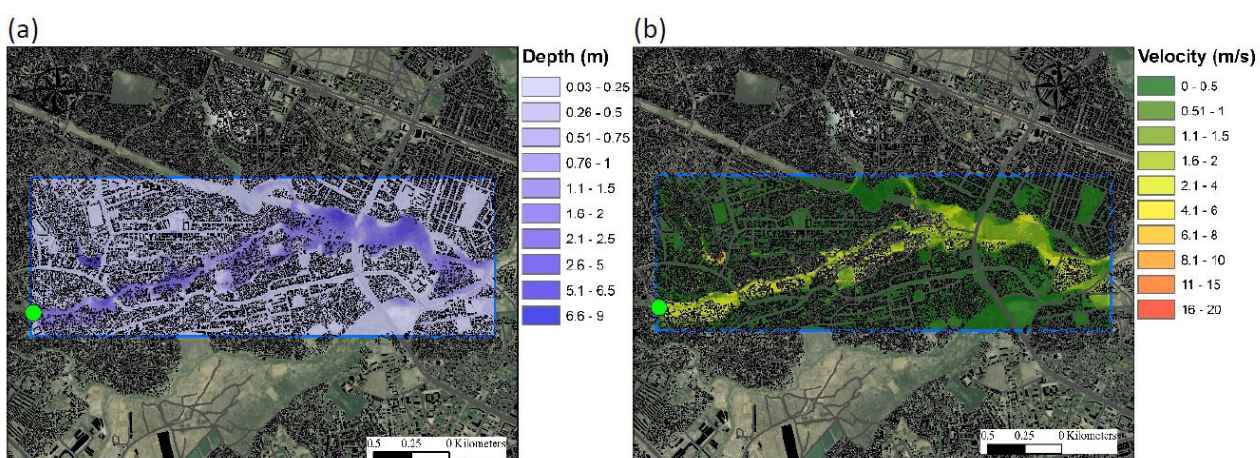 (a)
Depth (m)
0.03 - 0.25
0.26 - 0.5
0.51 - 0.75
0.76 - 1
1.1 - 1.5
1.6 - 2
2.1 - 2.5
2.6 - 5
5.1 - 6.5
6.6 - 9
0.5 0.25 0 Kilometers
(b)
Velocity (m/s)
0 - 0.5
0.51 - 1
1.1 - 1.5
1.6 - 2
2.1 - 4
4.1 - 6
6.1 - 8
8.1 - 10
11 - 15
16 - 20
0.5 0.25 0 Kilometers